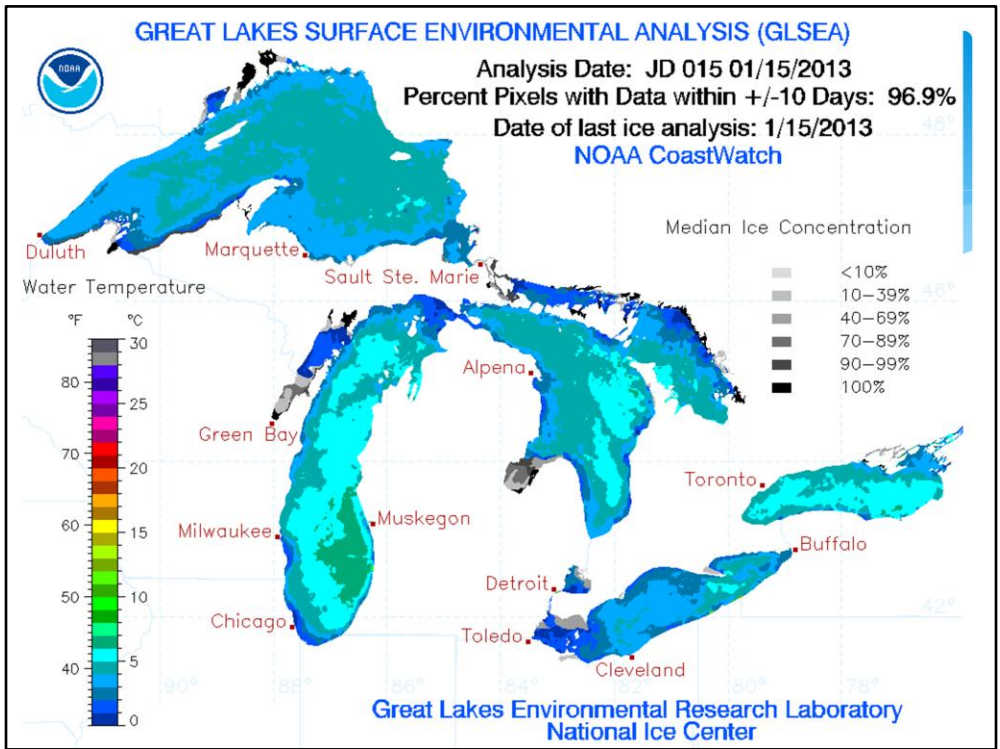 GREAT LAKES SURFACE ENVIRONMENTAL ANALYSIS (GLSEA)
NOAA
Analysis Date: JD 015 01/15/2013
Percent Pixels with Data within +/-10 Days: 96.9%
Date of last ice analysis: 1/15/2013
NOAA CoastWatch
48°
Median Ice Concentration
<10%
10–39%
40–69%
70–89%
90–99%
100%
Duluth
Marquette
Sault Ste. Marie
46°
Water Temperature
°F °C
30
80
25
70
20
60
15
50
10
40
5
0
Alpena
Green Bay
Toronto
Milwaukee
Muskegon
Buffalo
Detroit
Chicago
Toledo
Cleveland
42°
90°
88°
86°
84°
82°
80°
78°
Great Lakes Environmental Research Laboratory
National Ice Center